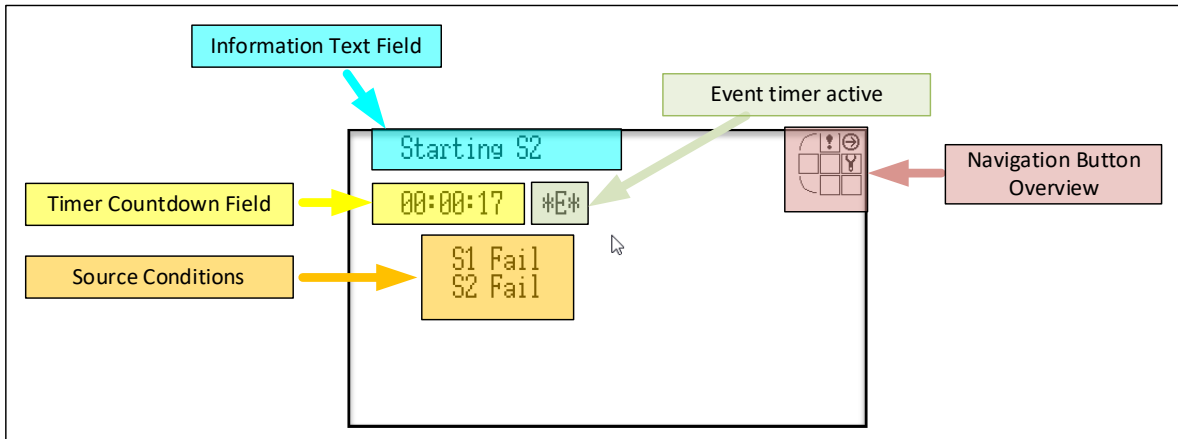 Information Text Field
Event timer active
Starting S2
Navigation Button
Overview
Timer Countdown Field
00:00:17
*E*
Source Conditions
S1 Fail
S2 Fail